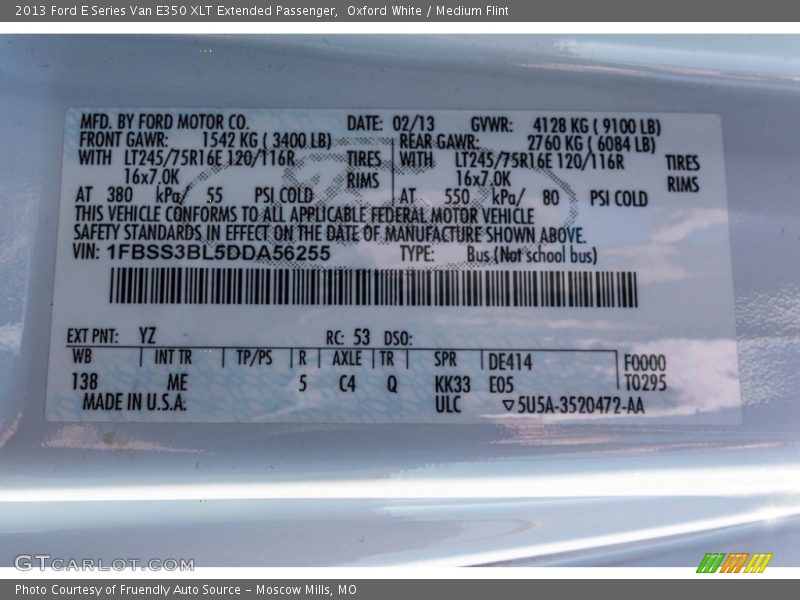 2013 Ford E Series Van E350 XLT Extended Passenger, Oxford White / Medium Flint
MFD. BY FORD MOTOR CO. DATE: 02/13 GVWR: 4128 KG ( 9100 LB)
FRONT GAWR: 1542 KG ( 3400 LB) REAR GAWR: 2760 KG ( 6084 LB)
WITH LT245/75R16E 120/116R TIRES WITH LT245/75R16E 120/116R TIRES
16x7.0K RIMS 16x7.0K RIMS
AT 380 kPa/ 55 PSI COLD AT 550 kPa/ 80 PSI COLD
THIS VEHICLE CONFORMS TO ALL APPLICABLE FEDERAL MOTOR VEHICLE
SAFETY STANDARDS IN EFFECT ON THE DATE OF MANUFACTURE SHOWN ABOVE.
VIN: 1FBSS3BL5DDA56255 TYPE: Bus (Not school bus)
EXT PNT: YZ RC: 53 DSO:
WB INT TR TP/PS R AXLE TR SPR DE414 F0000
138 ME 5 C4 Q KK33 E05 T0295
MADE IN U.S.A. ULC ▽5U5A-3520472-AA
GTCARLOT.COM
Photo Courtesy of Fruendly Auto Source - Moscow Mills, MO